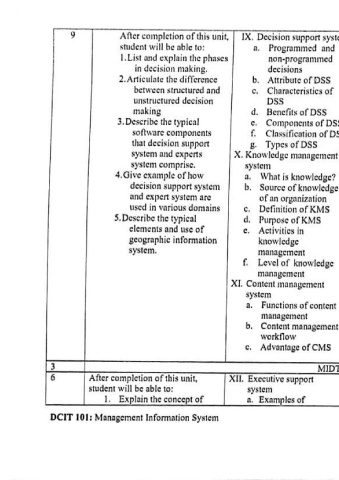 9
After completion of this unit,
student will be able to:
1. List and explain the phases
in decision making.
2. Articulate the difference
between structured and
unstructured decision
making
3. Describe the typical
software components
that decision support
system and experts
system comprise.
4. Give example of how
decision support system
and expert system are
used in various domains
5. Describe the typical
elements and use of
geographic information
system.
IX. Decision support syste
a. Programmed and
non-programmed
decisions
b. Attribute of DSS
c. Characteristics of
DSS
d. Benefits of DSS
e. Components of DSS
f. Classification of DS
g. Types of DSS
X. Knowledge management
system
a. What is knowledge?
b. Source of knowledge
of an organization
c. Definition of KMS
d. Purpose of KMS
e. Activities in
knowledge
management
f. Level of knowledge
management
XI. Content management
system
a. Functions of content
management
b. Content management
workflow
c. Advantage of CMS
3
MIDT
6
After completion of this unit,
student will be able to:
1. Explain the concept of
XII. Executive support
system
a. Examples of
DCIT 101: Management Information System